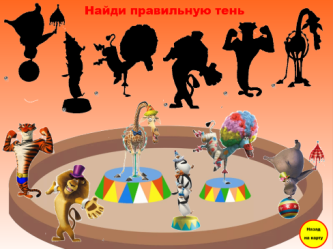 Найди правильную тень
Назад
на карту